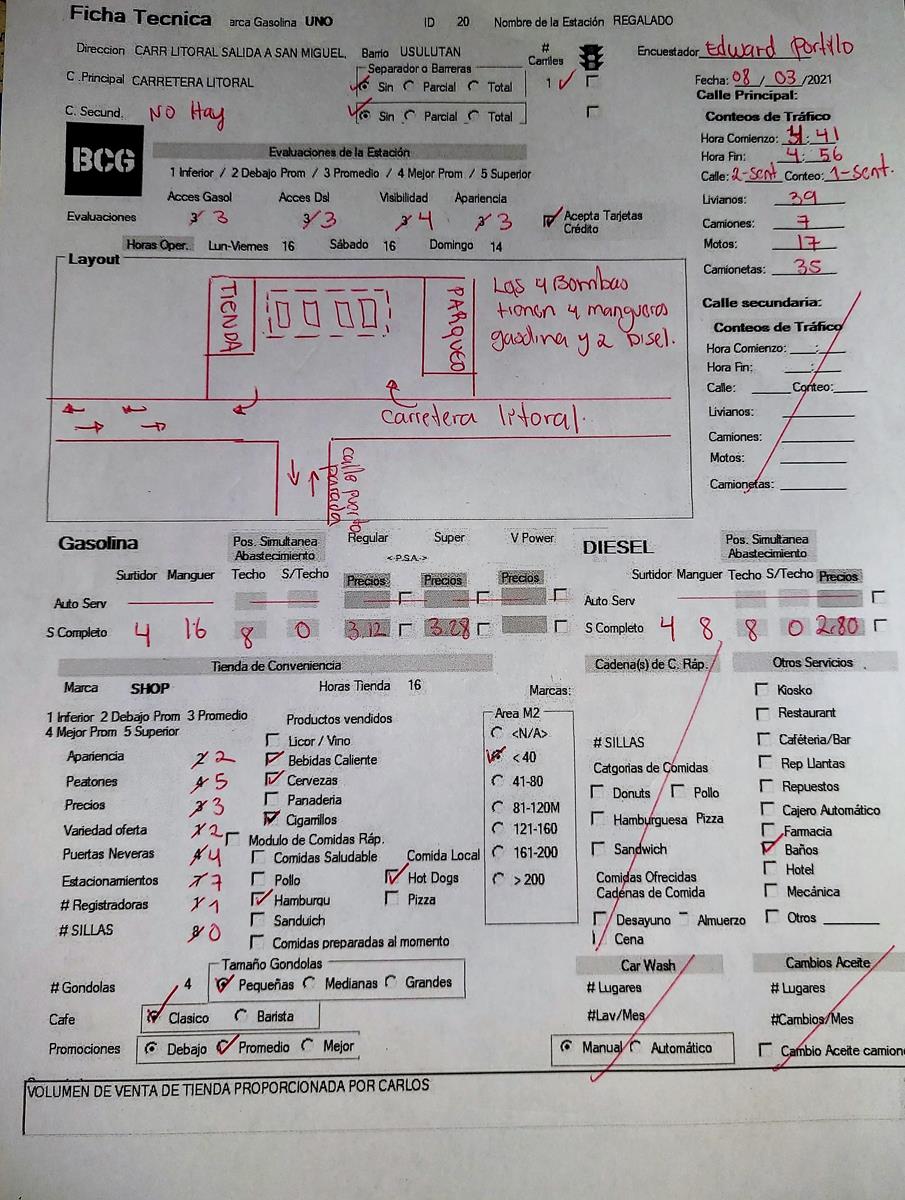 Ficha Tecnica arca Gasolina UNO ID 20 Nombre de la Estación REGALADO
Direccion CARR LITORAL SALIDA A SAN MIGUEL, Barrio USULUTAN # Carriles Encuestador Edward Portillo
C .Principal CARRETERA LITORAL Separador o Barreras Sin Parcial Total 1 Fecha: 08 / 03 /2021
C. Secund. NO Hay Sin Parcial Total
Calle Principal:
Conteos de Tráfico
Hora Comienzo: :41
Hora Fin: 4:56
Calle: 2-sent Conteo: 1-sent.
Livianos: 39
Camiones: 7
Motos: 17
Camionetas: 35
BCG
Evaluaciones de la Estación
1 Inferior / 2 Debajo Prom / 3 Promedio / 4 Mejor Prom / 5 Superior
Acces Gasol Acces Dsl Visibilidad Apariencia
Evaluaciones 3 3 3 3 3 4 3 3 Acepta Tarjetas Crédito
Horas Oper. Lun-Viernes 16 Sábado 16 Domingo 14
Layout
TIENDA
PARQUEO
Las 4 Bombas
tienen 4 mangueras
gasolina y 2 Disel.
Carretera litoral.
calle puerto
parada
Calle secundaria:
Conteos de Tráfico
Hora Comienzo: :
Hora Fin: :
Calle: Conteo:
Livianos:
Camiones:
Motos:
Camionetas:
Gasolina Pos. Simultanea Abastecimiento Regular Super V Power
<-P.S.A.->
Surtidor Manguer Techo S/Techo Precios Precios Precios
Auto Serv
S Completo 4 16 8 0 3.12 3.28
DIESEL Pos. Simultanea Abastecimiento
Surtidor Manguer Techo S/Techo Precios
Auto Serv
S Completo 4 8 8 0 2.80
Tienda de Conveniencia
Marca SHOP Horas Tienda 16 Marcas:
1 Inferior 2 Debajo Prom 3 Promedio
4 Mejor Prom 5 Superior
Apariencia 2
Peatones 5
Precios 3 3
Variedad oferta 2
Puertas Neveras 4
Estacionamientos 7
# Registradoras 1
# SILLAS 0
Productos vendidos
Licor / Vino
Bebidas Caliente
Cervezas
Panaderia
Cigarrillos
Modulo de Comidas Ráp.
Comidas Saludable Comida Local
Pollo Hot Dogs
Hamburgu Pizza
Sanduich
Comidas preparadas al momento
Area M2
<N/A>
< 40
41-80
81-120M
121-160
161-200
> 200
# Gondolas 4 Tamaño Gondolas Pequeñas Medianas Grandes
Cafe Clasico Barista
Promociones Debajo Promedio Mejor
Cadena(s) de C. Ráp.
# SILLAS
Catgorias de Comidas
Donuts Pollo
Hamburguesa Pizza
Sandwich
Comidas Ofrecidas
Cadenas de Comida
Desayuno Almuerzo
Cena
Otros Servicios
Kiosko
Restaurant
Caféteria/Bar
Rep Llantas
Repuestos
Cajero Automático
Farmacia
Baños
Hotel
Mecánica
Otros
Car Wash
# Lugares
#Lav/Mes
Manual Automático
Cambios Aceite
# Lugares
#Cambios/Mes
Cambio Aceite camion
VOLUMEN DE VENTA DE TIENDA PROPORCIONADA POR CARLOS